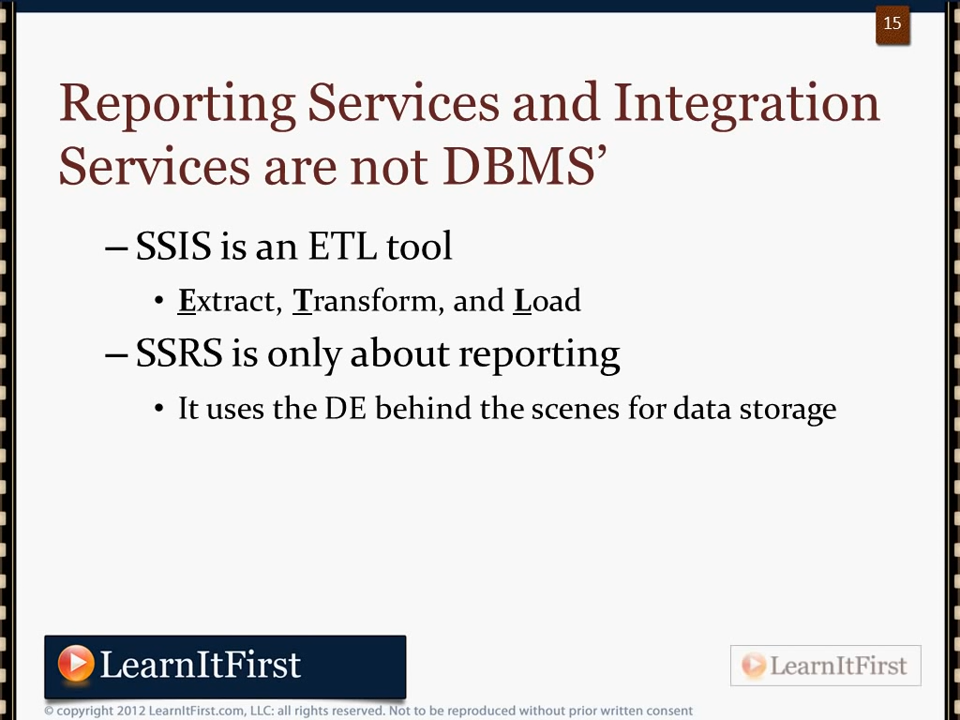 15
Reporting Services and Integration
Services are not DBMS’
– SSIS is an ETL tool
• Extract, Transform, and Load
– SSRS is only about reporting
• It uses the DE behind the scenes for data storage
LearnItFirst
LearnItFirst
© copyright 2012 LearnItFirst.com, LLC: all rights reserved. Not to be reproduced without prior written consent